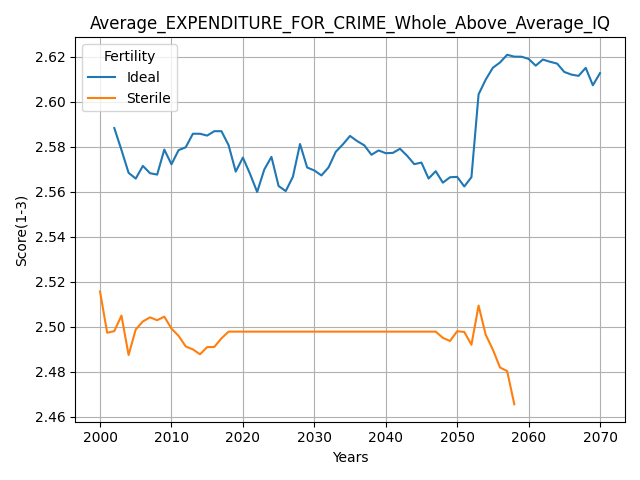 Average_EXPENDITURE_FOR_CRIME_Whole_Above_Average_IQ
Fertility
Ideal
Sterile
Score(1-3)
2.62
2.60
2.58
2.56
2.54
2.52
2.50
2.48
2.46
2000 2010 2020 2030 2040 2050 2060 2070
Years